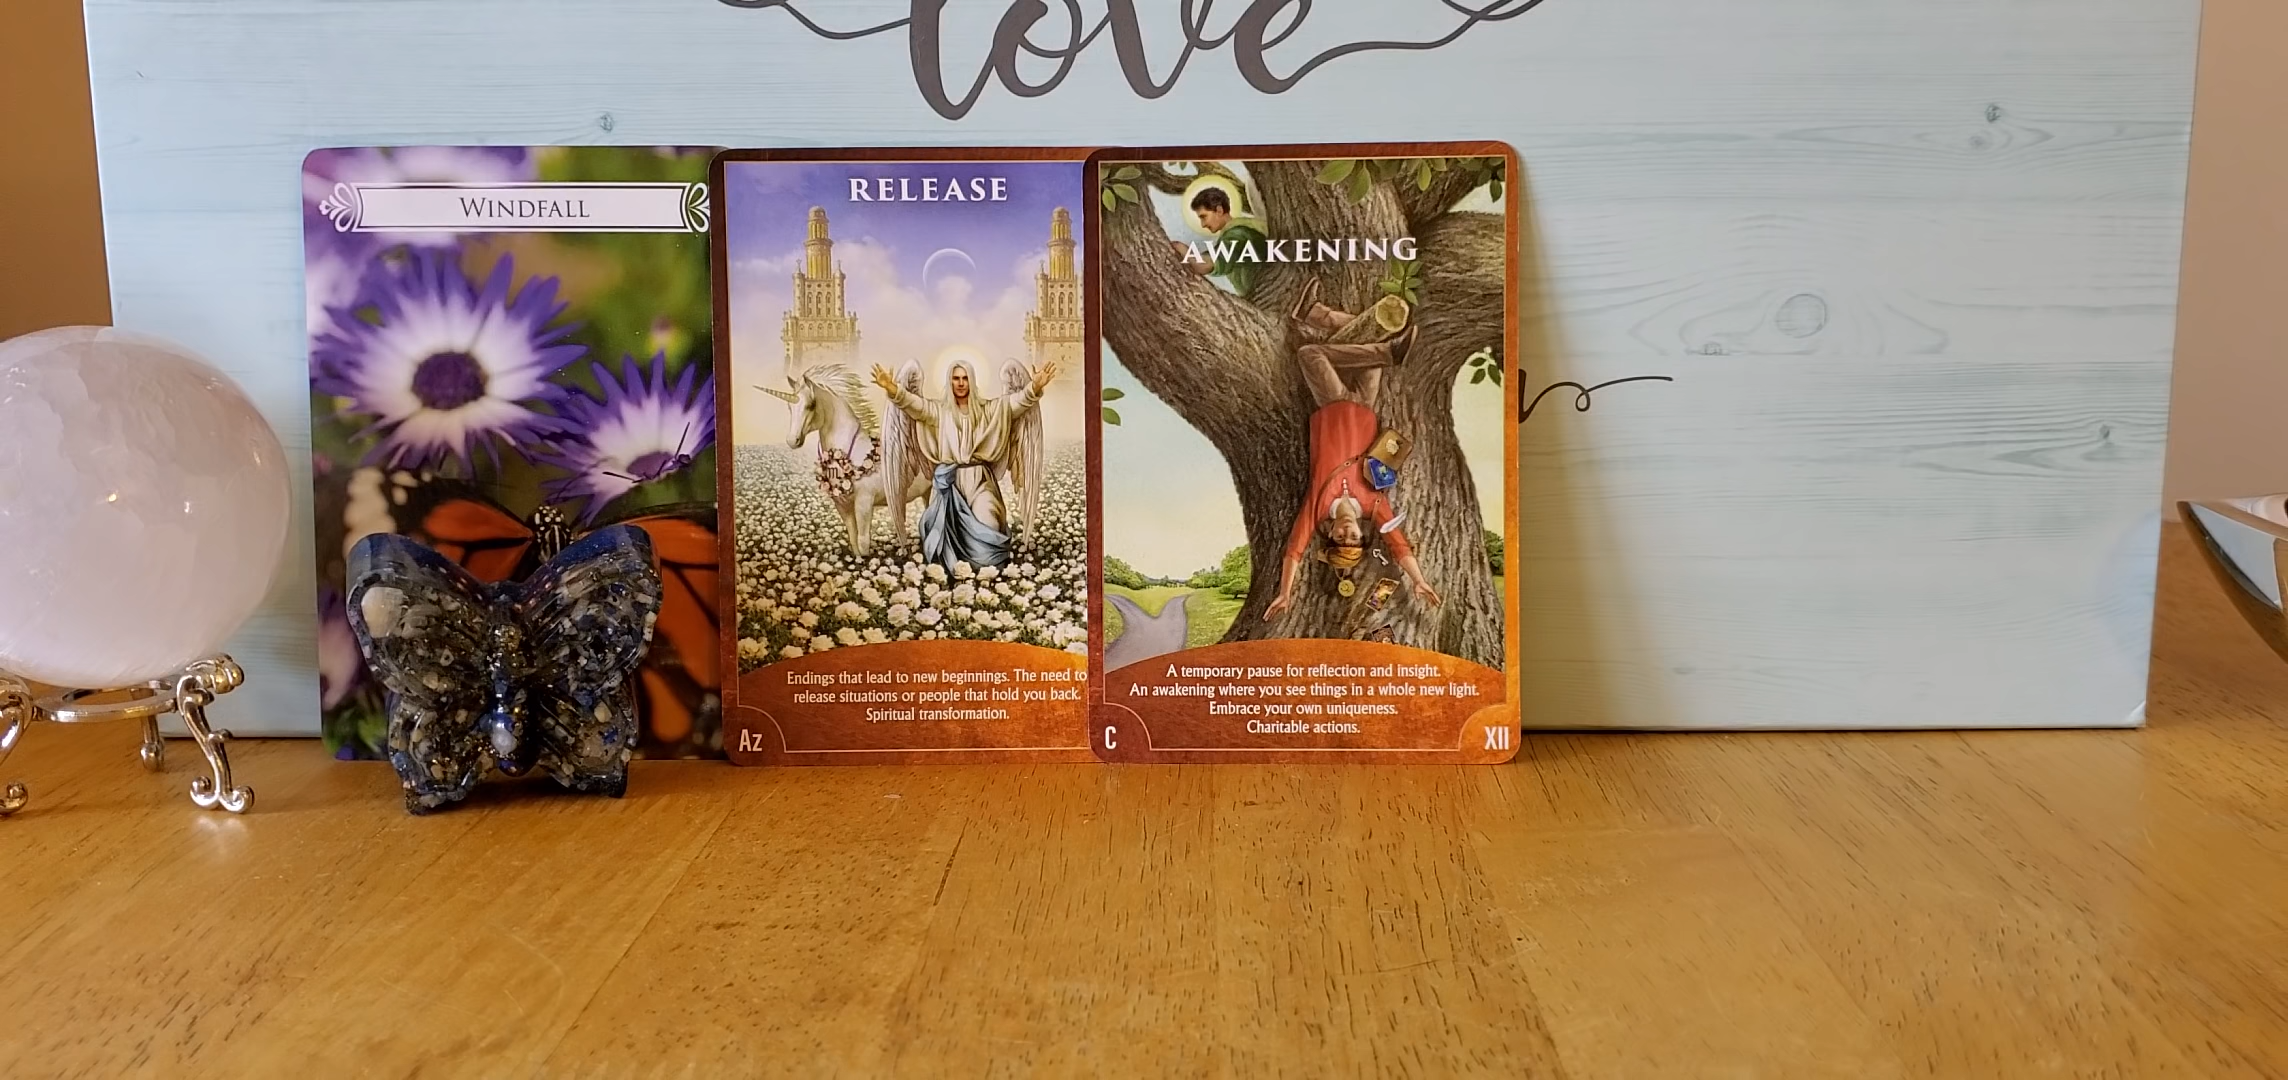 love
WINDFALL
RELEASE
Endings that lead to new beginnings. The need to
release situations or people that hold you back.
Spiritual transformation.
Az
AWAKENING
A temporary pause for reflection and insight.
An awakening where you see things in a whole new light.
Embrace your own uniqueness.
Charitable actions.
C
XII